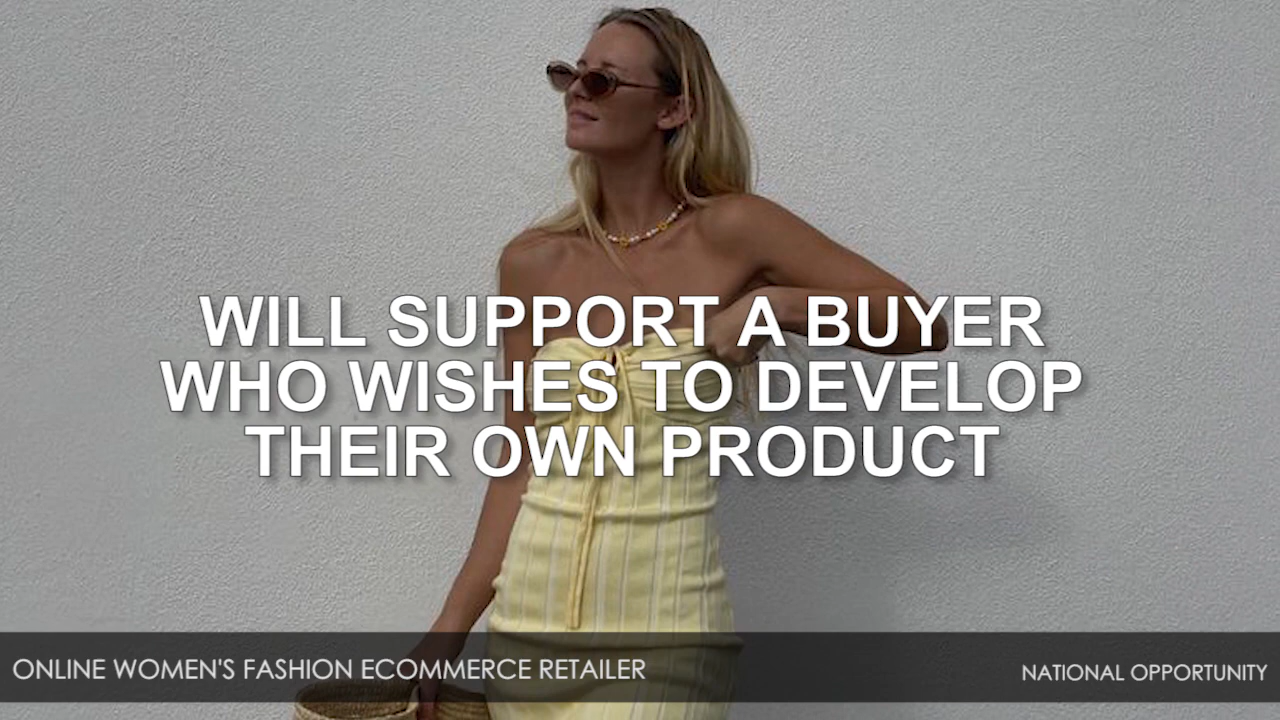 WILL SUPPORT A BUYER
WHO WISHES TO DEVELOP
THEIR OWN PRODUCT
ONLINE WOMEN'S FASHION ECOMMERCE RETAILER
NATIONAL OPPORTUNITY